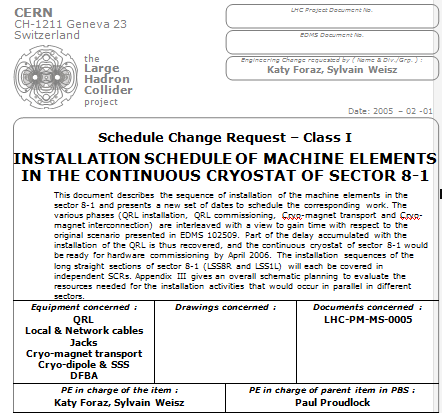 CERN
CH-1211 Geneva 23
Switzerland
the
Large
Hadron
Collider
project
LHC Project Document No.
EDMS Document No.
Engineering Change requested by ( Name & Div./Grp. ) :
Katy Foraz, Sylvain Weisz
Date: 2005 – 02 -01
Schedule Change Request – Class I
INSTALLATION SCHEDULE OF MACHINE ELEMENTS
IN THE CONTINUOUS CRYOSTAT OF SECTOR 8-1
This document describes the sequence of installation of the machine elements in the
sector 8-1 and presents a new set of dates to schedule the corresponding work. The
various phases (QRL installation, QRL commissioning, Cryo-magnet transport and Cryo-
magnet interconnection) are interleaved with a view to gain time with respect to the
original scenario presented in EDMS 102509. Part of the delay accumulated with the
installation of the QRL is thus recovered, and the continuous cryostat of sector 8-1 would
be ready for hardware commissioning by April 2006. The installation sequences of the
long straight sections of sector 8-1 (LSS8R and LSS1L) will each be covered in
independent SCRs. Appendix III gives an overall schematic planning to evaluate the
resources needed for the installation activities that would occur in parallel in different
sectors.
Equipment concerned :
QRL
Local & Network cables
Jacks
Cryo-magnet transport
Cryo-dipole & SSS
DFBA
Drawings concerned :
Documents concerned :
LHC-PM-MS-0005
PE in charge of the item :
Katy Foraz, Sylvain Weisz
PE in charge of parent item in PBS :
Paul Proudlock